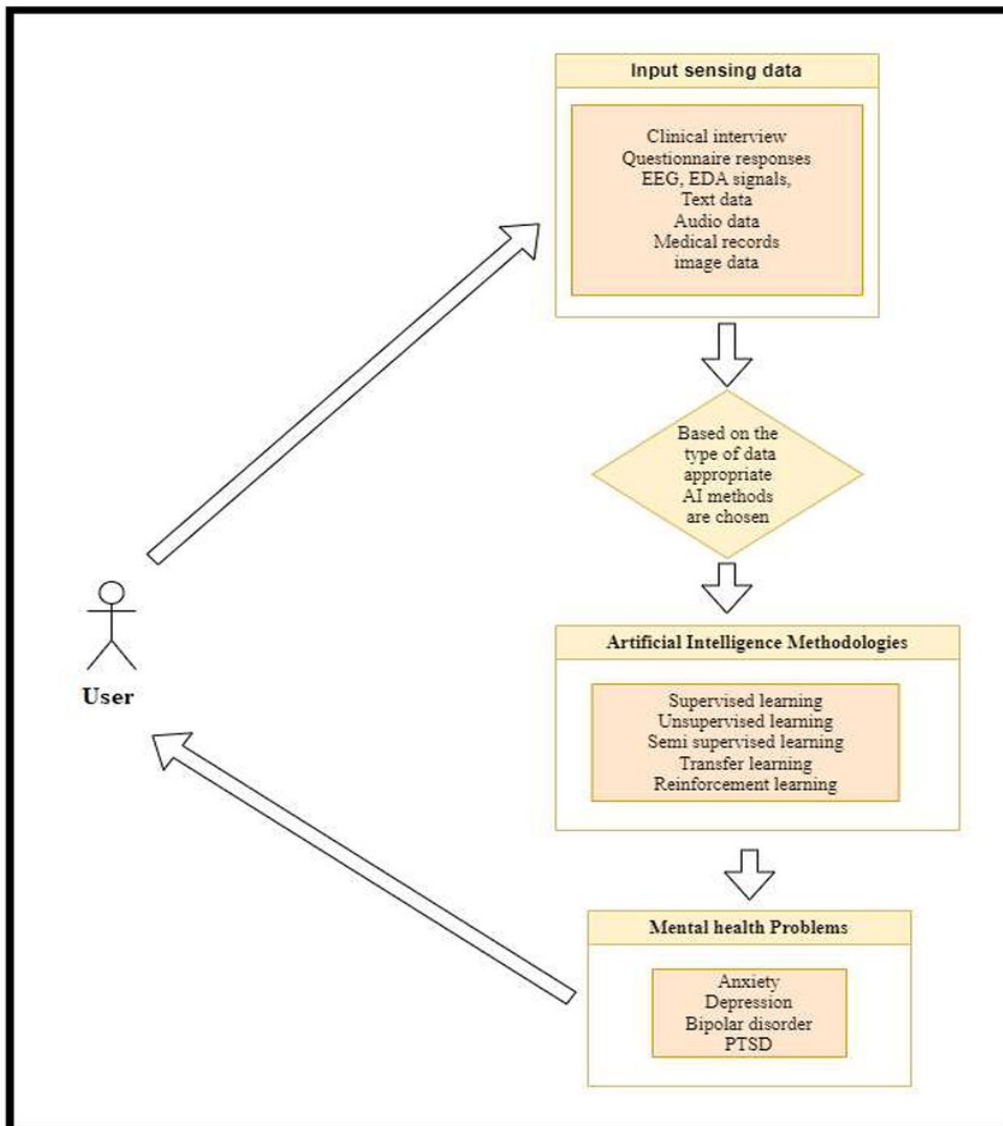 Input sensing data
Clinical interview
Questionnaire responses
EEG, EDA signals,
Text data
Audio data
Medical records
image data
Based on the
type of data
appropriate
AI methods
are chosen
User
Artificial Intelligence Methodologies
Supervised learning
Unsupervised learning
Semi supervised learning
Transfer learning
Reinforcement learning
Mental health Problems
Anxiety
Depression
Bipolar disorder
PTSD